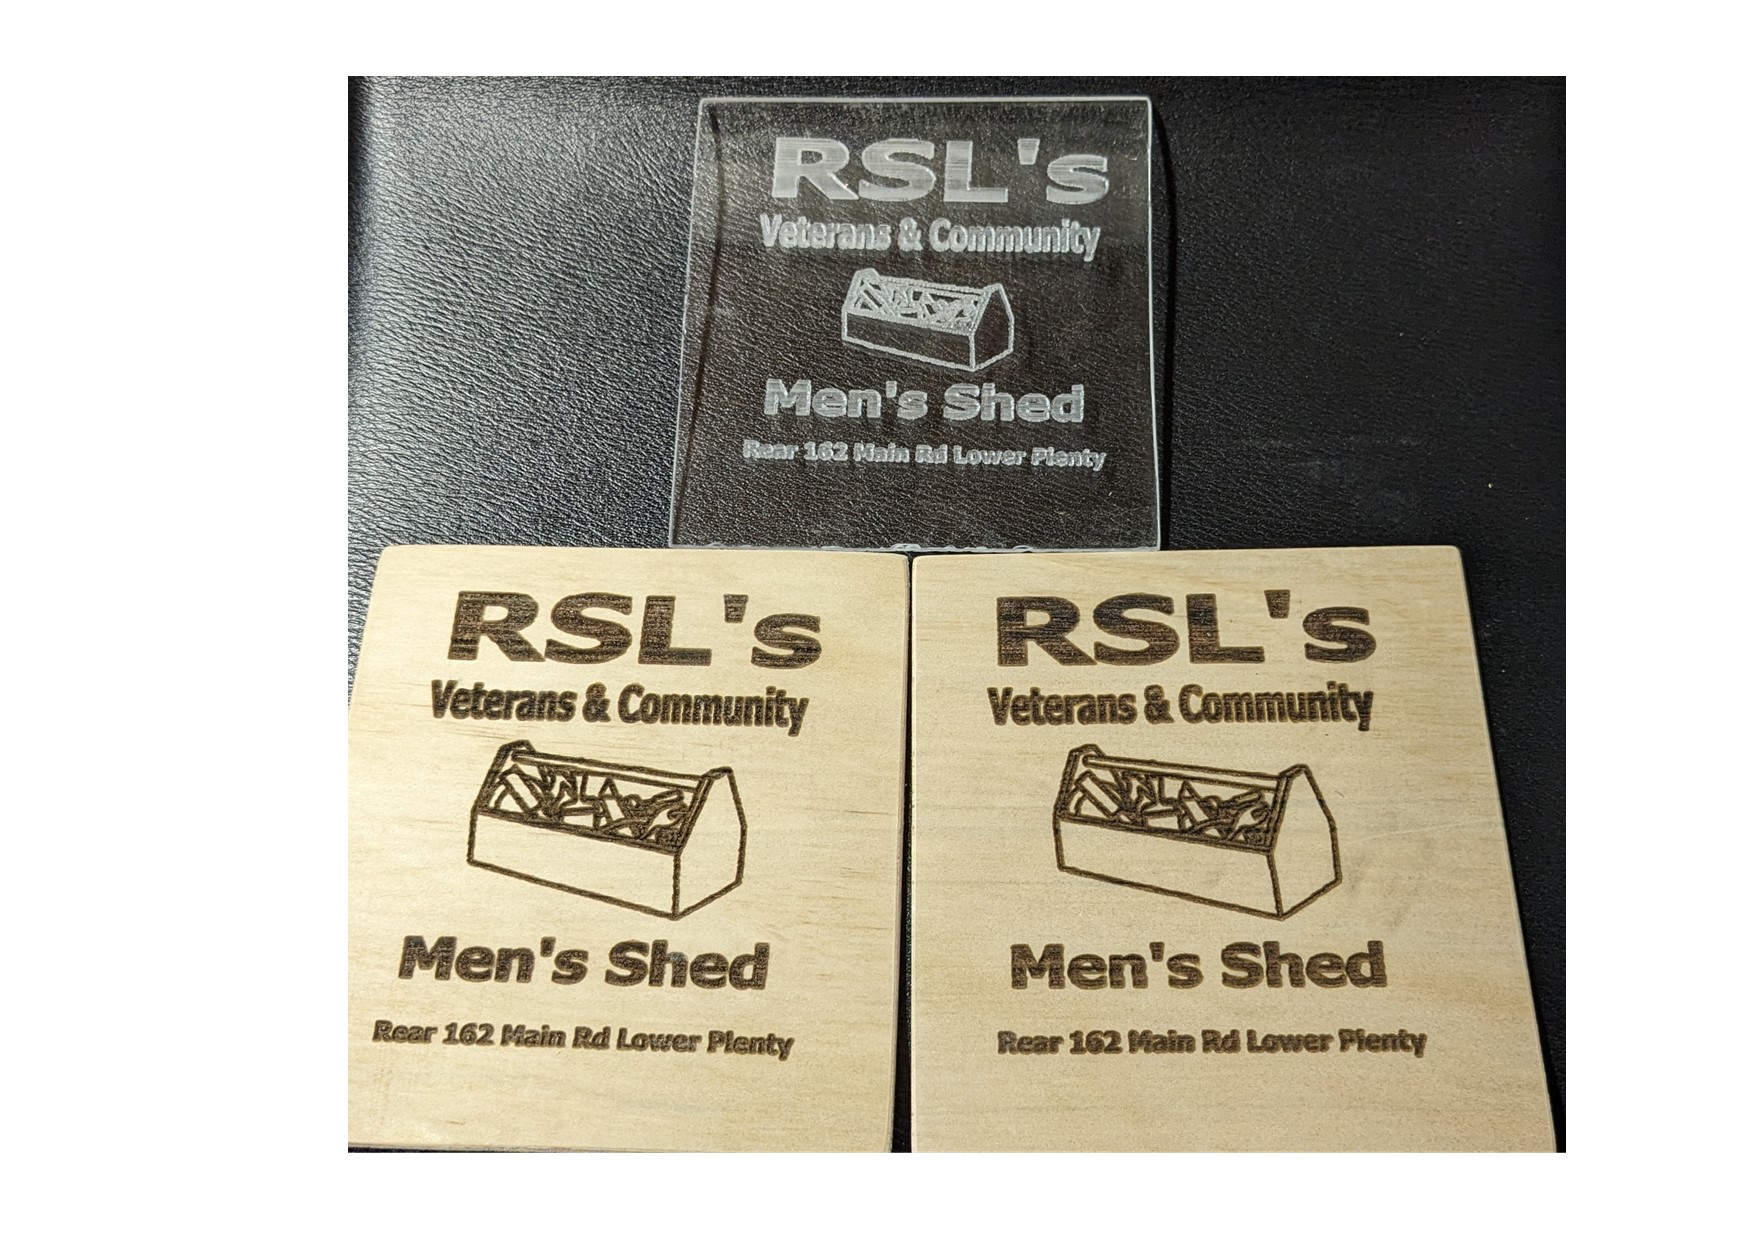 RSL's
Veterans & Community
Men's Shed
Rear 162 Main Rd Lower Plenty
RSL's
Veterans & Community
Men's Shed
Rear 162 Main Rd Lower Plenty
RSL's
Veterans & Community
Men's Shed
Rear 162 Main Rd Lower Plenty